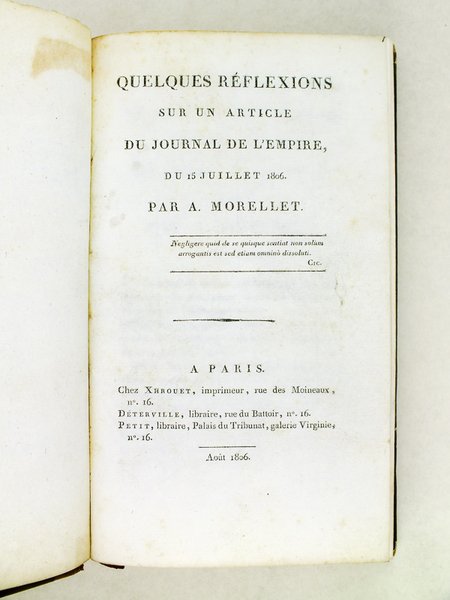 QUELQUES RÉFLEXIONS
SUR UN ARTICLE
DU JOURNAL DE L'EMPIRE,
DU 15 JUILLET 1806.
PAR A. MORELLET.
Negligere quid de se quisque sentiat non solùm
arrogantis est sed etiam omninò dissoluti.
CIC.
A PARIS.
Chez XHROUET, imprimeur, rue des Moineaux,
n°. 16.
DÉTERVILLE, libraire, rue du Battoir, n°. 16.
PETIT, libraire, Palais du Tribunat, galerie Virginie,
n°. 16.
Août 1806.